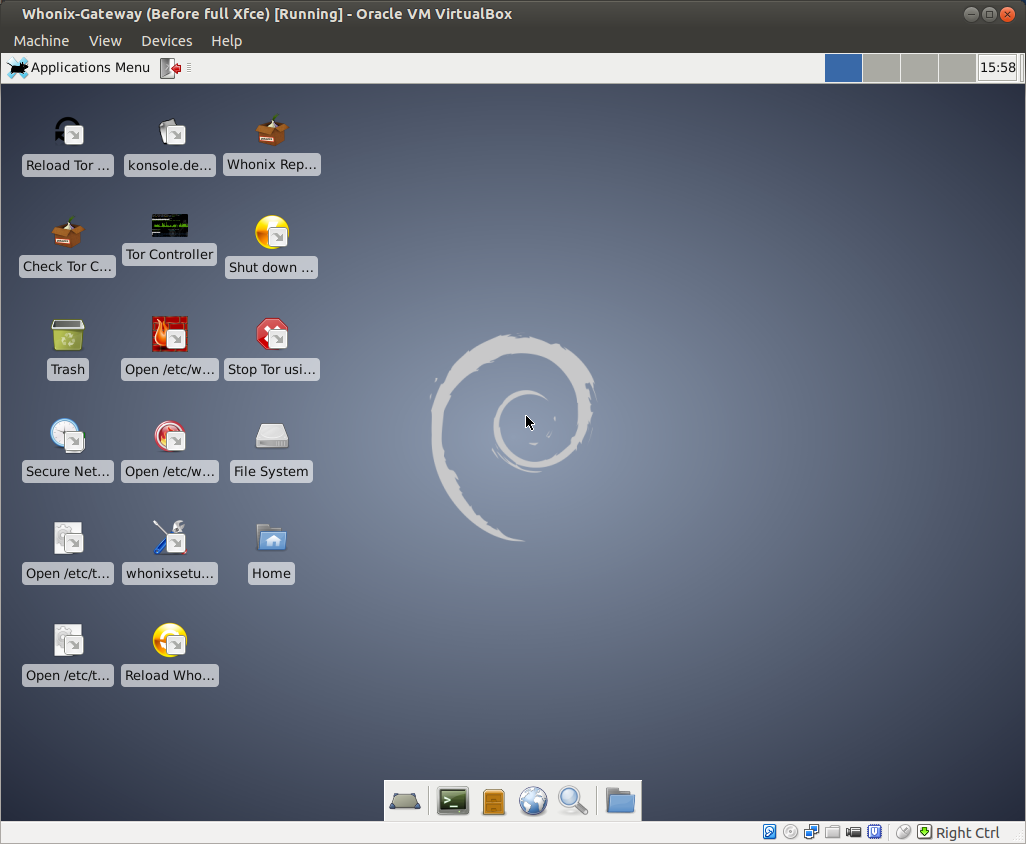 Whonix-Gateway (Before full Xfce) [Running] - Oracle VM VirtualBox
Machine View Devices Help
Applications Menu 15:58
Reload Tor ... konsole.de... Whonix Rep...
Check Tor C... Tor Controller Shut down ...
Trash Open /etc/w... Stop Tor usi...
Secure Net... Open /etc/w... File System
Open /etc/t... whonixsetu... Home
Open /etc/t... Reload Who...
Right Ctrl